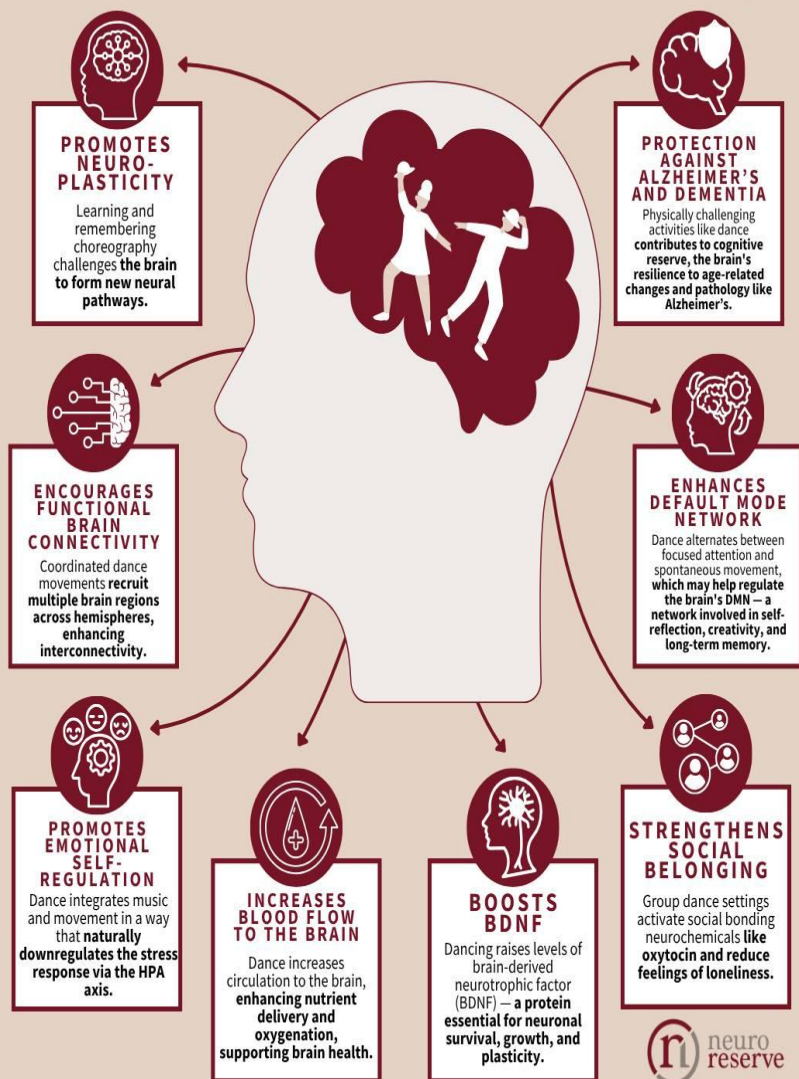 PROMOTES
NEURO-
PLASTICITY
Learning and
remembering
choreography
challenges the brain
to form new neural
pathways.
PROTECTION
AGAINST
ALZHEIMER'S
AND DEMENTIA
Physically challenging
activities like dance
contributes to cognitive
reserve, the brain's
resilience to age-related
changes and pathology like
Alzheimer's.
ENCOURAGES
FUNCTIONAL
BRAIN
CONNECTIVITY
Coordinated dance
movements recruit
multiple brain regions
across hemispheres,
enhancing
interconnectivity.
ENHANCES
DEFAULT MODE
NETWORK
Dance alternates between
focused attention and
spontaneous movement,
which may help regulate
the brain's DMN — a
network involved in self-
reflection, creativity, and
long-term memory.
PROMOTES
EMOTIONAL
SELF-
REGULATION
Dance integrates music
and movement in a way
that naturally
downregulates the stress
response via the HPA
axis.
INCREASES
BLOOD FLOW
TO THE BRAIN
Dance increases
circulation to the brain,
enhancing nutrient
delivery and
oxygenation,
supporting brain health.
BOOSTS
BDNF
Dancing raises levels of
brain-derived
neurotrophic factor
(BDNF) — a protein
essential for neuronal
survival, growth, and
plasticity.
STRENGTHENS
SOCIAL
BELONGING
Group dance settings
activate social bonding
neurochemicals like
oxytocin and reduce
feelings of loneliness.
neuro
reserve